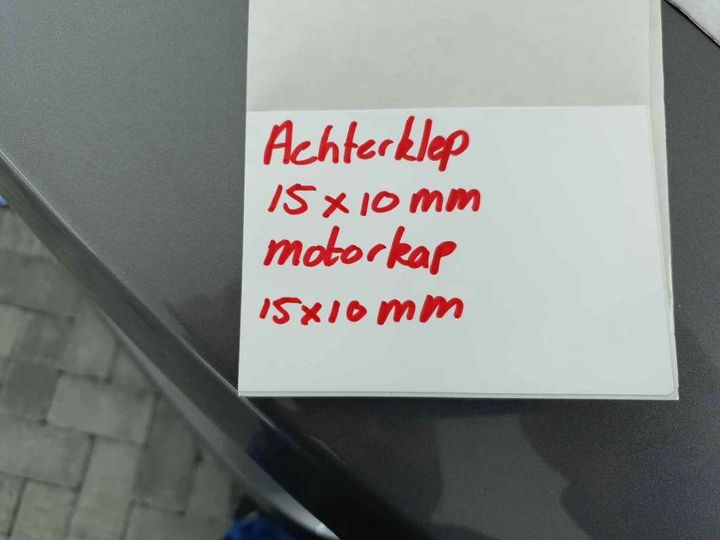 Achterklep
15 x 10 mm
motorkap
15x10 mm